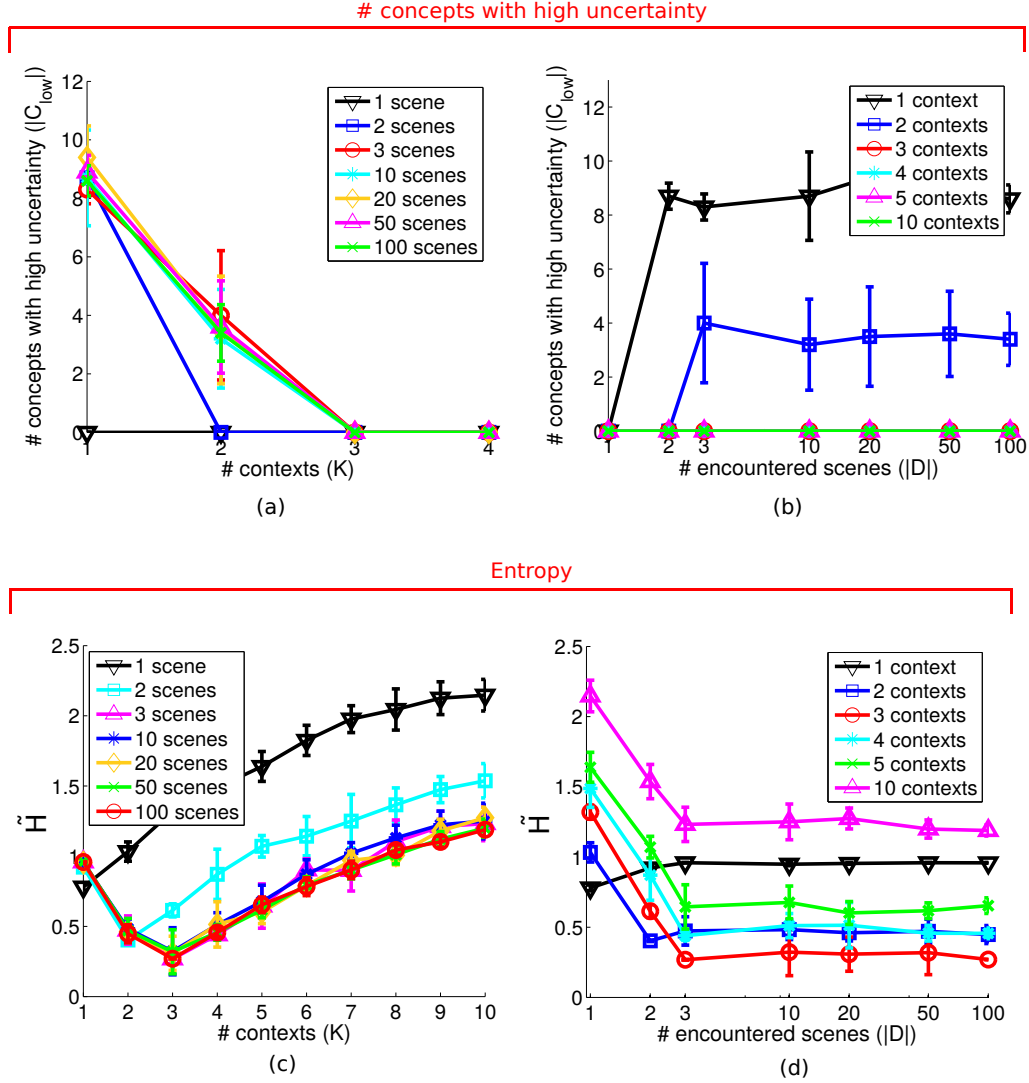 # concepts with high uncertainty
# concepts with high uncertainty (|C_low|)
12
10
8
6
4
2
0
1
2
3
4
# contexts (K)
1 scene
2 scenes
3 scenes
10 scenes
20 scenes
50 scenes
100 scenes
(a)
# concepts with high uncertainty (|C_low|)
12
10
8
6
4
2
0
1
2
3
10
20
50
100
# encountered scenes (|D|)
1 context
2 contexts
3 contexts
4 contexts
5 contexts
10 contexts
(b)
Entropy
H̃
2.5
2
1.5
1
0.5
0
1
2
3
4
5
6
7
8
9
10
# contexts (K)
1 scene
2 scenes
3 scenes
10 scenes
20 scenes
50 scenes
100 scenes
(c)
H̃
2.5
2
1.5
1
0.5
0
1
2
3
10
20
50
100
# encountered scenes (|D|)
1 context
2 contexts
3 contexts
4 contexts
5 contexts
10 contexts
(d)